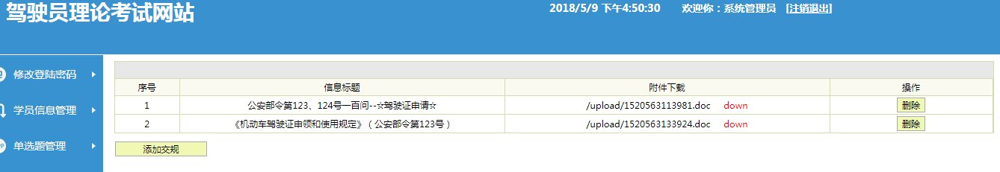 驾驶员理论考试网站
2018/5/9 下午4:50:30 欢迎你：系统管理员 [注销退出]
修改登陆密码
学员信息管理
单选题管理
序号 信息标题 附件下载 操作
1 公安部令第123、124号一百问--☆驾驶证申请☆ /upload/1520563113981.doc down 删除
2 《机动车驾驶证申领和使用规定》（公安部令第123号） /upload/1520563133924.doc down 删除
添加交规